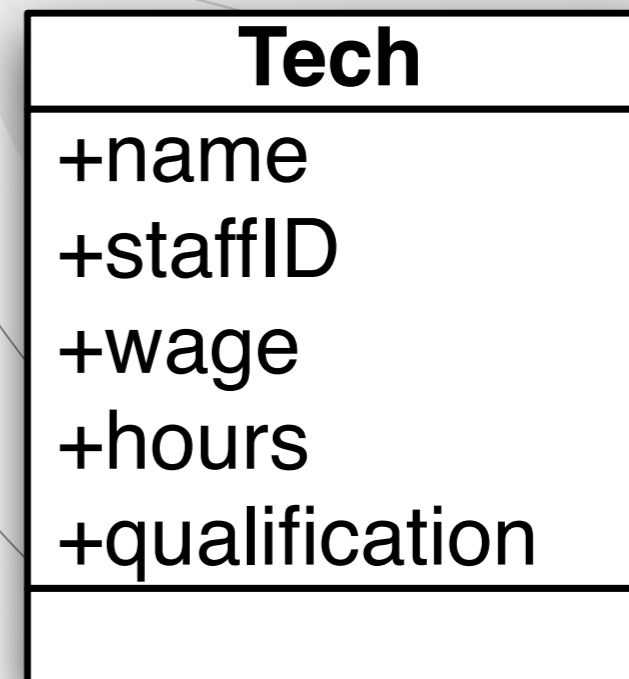 Tech
+name
+staffID
+wage
+hours
+qualification